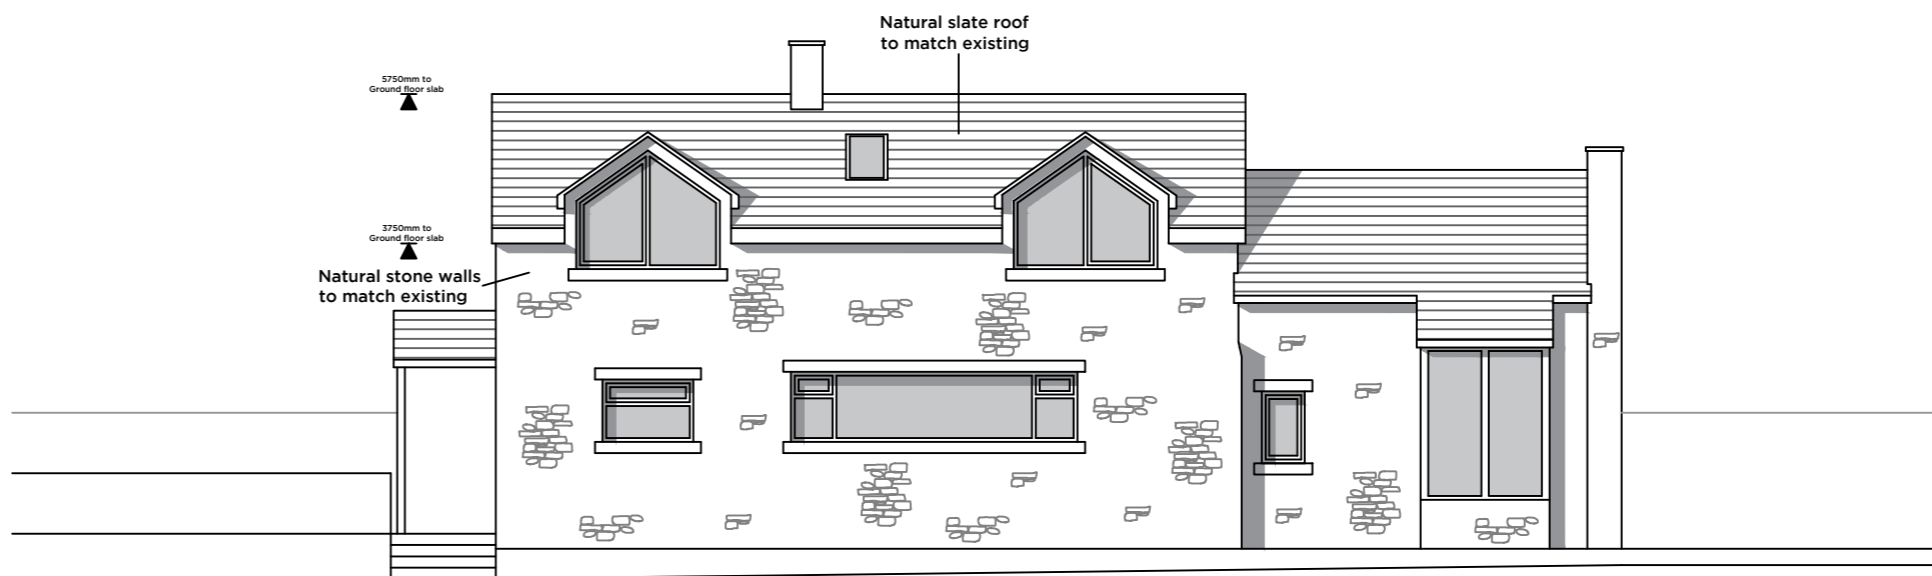 Natural slate roof
to match existing
5750mm to
Ground floor slab
3750mm to
Ground floor slab
Natural stone walls
to match existing